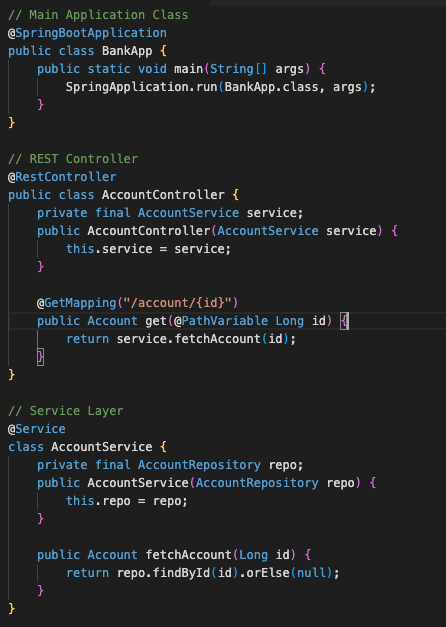 // Main Application Class
@SpringBootApplication
public class BankApp {
    public static void main(String[] args) {
        SpringApplication.run(BankApp.class, args);
    }
}

// REST Controller
@RestController
public class AccountController {
    private final AccountService service;
    public AccountController(AccountService service) {
        this.service = service;
    }

    @GetMapping("/account/{id}")
    public Account get(@PathVariable Long id) {
        return service.fetchAccount(id);
    }
}

// Service Layer
@Service
class AccountService {
    private final AccountRepository repo;
    public AccountService(AccountRepository repo) {
        this.repo = repo;
    }

    public Account fetchAccount(Long id) {
        return repo.findById(id).orElse(null);
    }
}